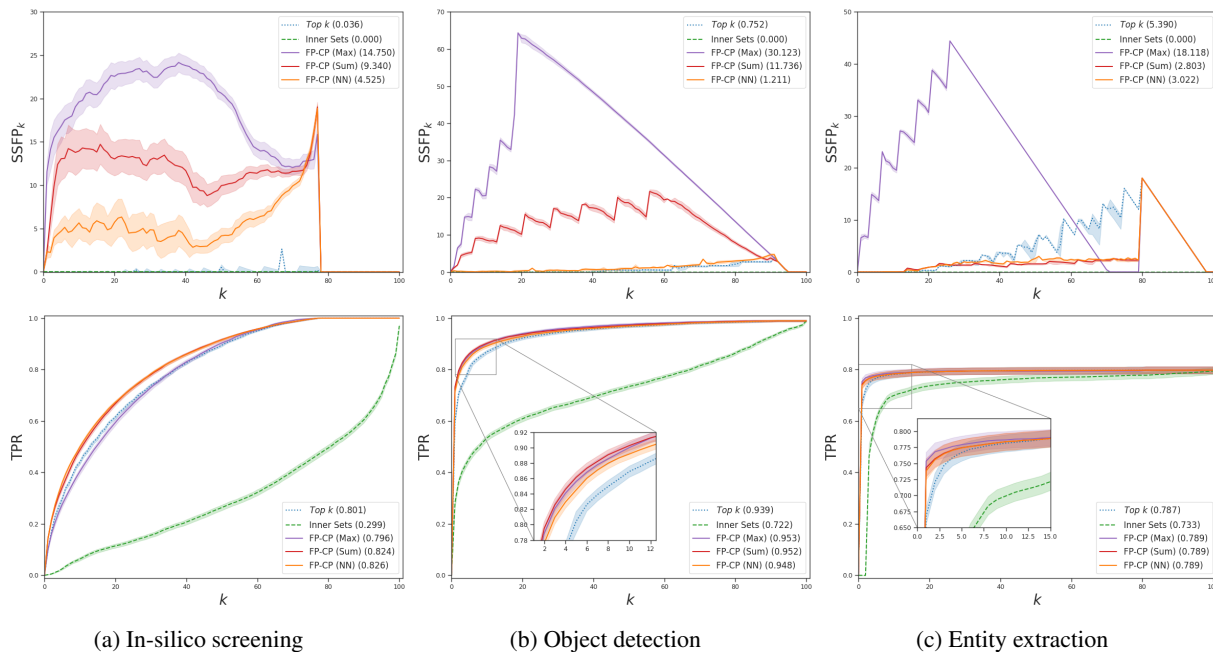 30
25
20
15
10
5
0
0
20
40
60
80
100
SSFPₖ
k
Top k (0.036)
Inner Sets (0.000)
FP-CP (Max) (14.750)
FP-CP (Sum) (9.340)
FP-CP (NN) (4.525)
70
60
50
40
30
20
10
0
0
20
40
60
80
100
SSFPₖ
k
Top k (0.752)
Inner Sets (0.000)
FP-CP (Max) (30.123)
FP-CP (Sum) (11.736)
FP-CP (NN) (1.211)
50
40
30
20
10
0
0
20
40
60
80
100
SSFPₖ
k
Top k (5.390)
Inner Sets (0.000)
FP-CP (Max) (18.118)
FP-CP (Sum) (2.803)
FP-CP (NN) (3.022)
1.0
0.8
0.6
0.4
0.2
0.0
0
20
40
60
80
100
TPR
k
Top k (0.801)
Inner Sets (0.299)
FP-CP (Max) (0.796)
FP-CP (Sum) (0.824)
FP-CP (NN) (0.826)
1.0
0.8
0.6
0.4
0.2
0.0
0
20
40
60
80
100
TPR
k
0.92
0.90
0.88
0.86
0.84
0.82
0.80
0.78
2
4
6
8
10
12
Top k (0.939)
Inner Sets (0.722)
FP-CP (Max) (0.953)
FP-CP (Sum) (0.952)
FP-CP (NN) (0.948)
1.0
0.8
0.6
0.4
0.2
0.0
0
20
40
60
80
100
TPR
k
0.800
0.775
0.750
0.725
0.700
0.675
0.650
0.0
2.5
5.0
7.5
10.0
12.5
15.0
Top k (0.787)
Inner Sets (0.733)
FP-CP (Max) (0.789)
FP-CP (Sum) (0.789)
FP-CP (NN) (0.789)
(a) In-silico screening
(b) Object detection
(c) Entity extraction